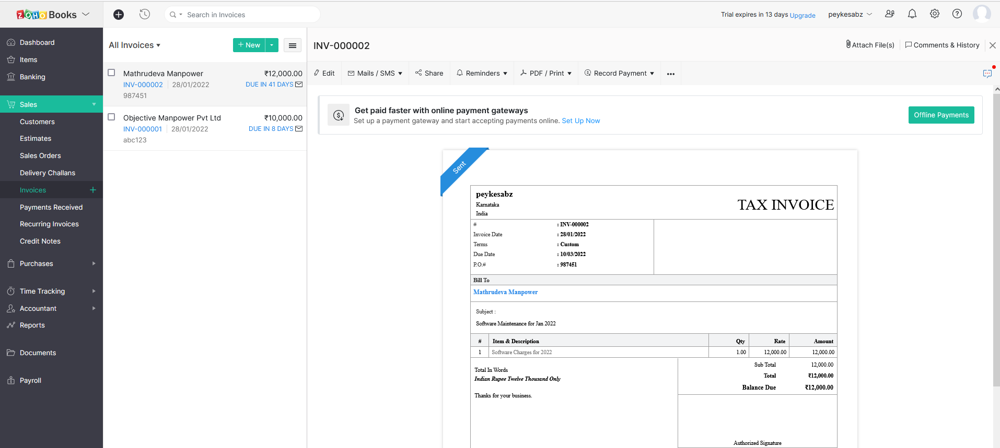 ZOHO Books
Search in Invoices
Trial expires in 13 days Upgrade
peykesabz
Dashboard
Items
Banking
Sales
Customers
Estimates
Sales Orders
Delivery Challans
Invoices +
Payments Received
Recurring Invoices
Credit Notes
Purchases
Time Tracking
Accountant
Reports
Documents
Payroll
All Invoices
+ New
Mathrudeva Manpower ₹12,000.00
INV-000002 28/01/2022 DUE IN 41 DAYS
987451
Objective Manpower Pvt Ltd ₹10,000.00
INV-000001 28/01/2022 DUE IN 8 DAYS
abc123
INV-000002
Attach File(s) Comments & History
Edit Mails / SMS Share Reminders PDF / Print Record Payment
Get paid faster with online payment gateways
Set up a payment gateway and start accepting payments online. Set Up Now
Offline Payments
Sent
peykesabz
Karnataka
India
TAX INVOICE
# : INV-000002
Invoice Date : 28/01/2022
Terms : Custom
Due Date : 10/03/2022
P.O.# : 987451
Bill To
Mathrudeva Manpower
Subject :
Software Maintenance for Jan 2022
# Item & Description Qty Rate Amount
1 Software Charges for 2022 1.00 12,000.00 12,000.00
Sub Total 12,000.00
Total ₹12,000.00
Balance Due ₹12,000.00
Total In Words
Indian Rupee Twelve Thousand Only
Thanks for your business.
Authorized Signature